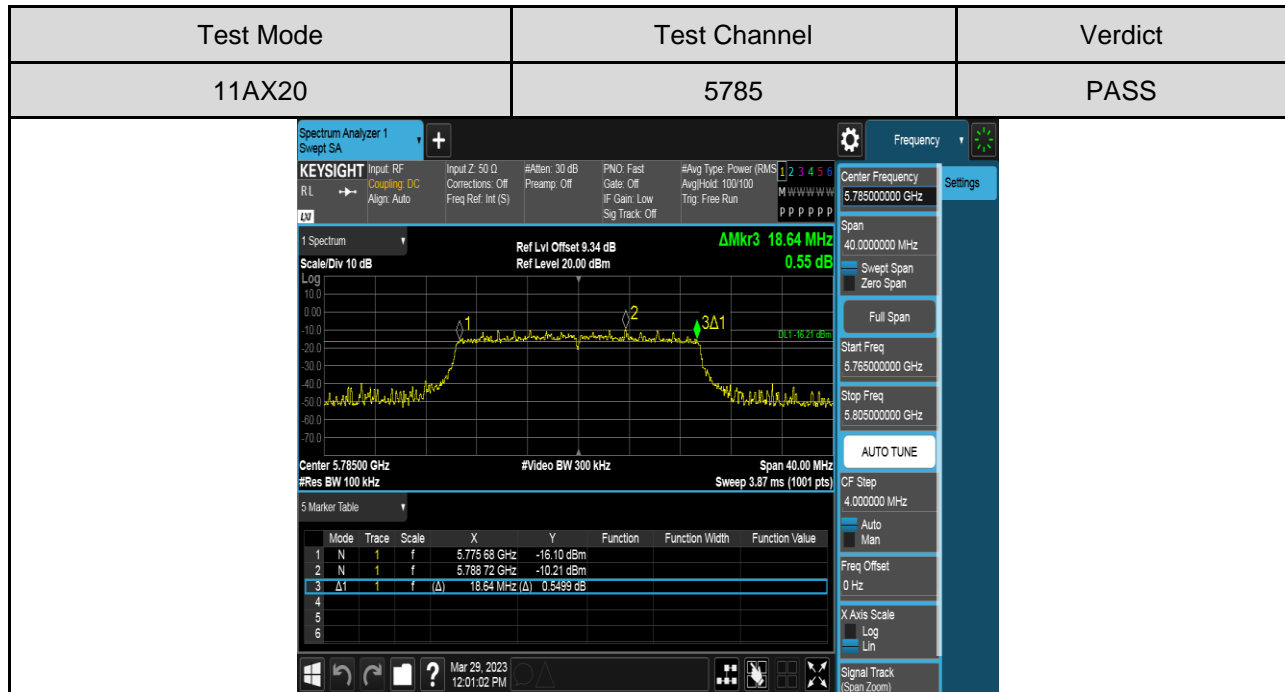 Test Mode Test Channel Verdict
11AX20 5785 PASS
Spectrum Analyzer 1
Swept SA
+
Frequency
KEYSIGHT
RL
LXI
Input: RF
Coupling: DC
Align: Auto
Input Z: 50 Ω
Corrections: Off
Freq Ref: Int (S)
#Atten: 30 dB
Preamp: Off
PNO: Fast
Gate: Off
IF Gain: Low
Sig Track: Off
#Avg Type: Power (RMS
Avg|Hold: 100/100
Trig: Free Run
1 2 3 4 5 6
M W W W W W
P P P P P P
1 Spectrum
Scale/Div 10 dB
Ref Lvl Offset 9.34 dB
Ref Level 20.00 dBm
ΔMkr3 18.64 MHz
0.55 dB
Log
10.0
0.00
-10.0
-20.0
-30.0
-40.0
-50.0
-60.0
-70.0
1
2
3Δ1
DL1 -16.21 dBm
Center 5.78500 GHz
#Video BW 300 kHz
Span 40.00 MHz
#Res BW 100 kHz
Sweep 3.87 ms (1001 pts)
5 Marker Table
Mode Trace Scale X Y Function Function Width Function Value
1 N 1 f 5.775 68 GHz -16.10 dBm
2 N 1 f 5.788 72 GHz -10.21 dBm
3 Δ1 1 f (Δ) 18.64 MHz (Δ) 0.5499 dB
4
5
6
?
Mar 29, 2023
12:01:02 PM
Center Frequency
5.785000000 GHz
Settings
Span
40.0000000 MHz
Swept Span
Zero Span
Full Span
Start Freq
5.765000000 GHz
Stop Freq
5.805000000 GHz
AUTO TUNE
CF Step
4.000000 MHz
Auto
Man
Freq Offset
0 Hz
X Axis Scale
Log
Lin
Signal Track
(Span Zoom)